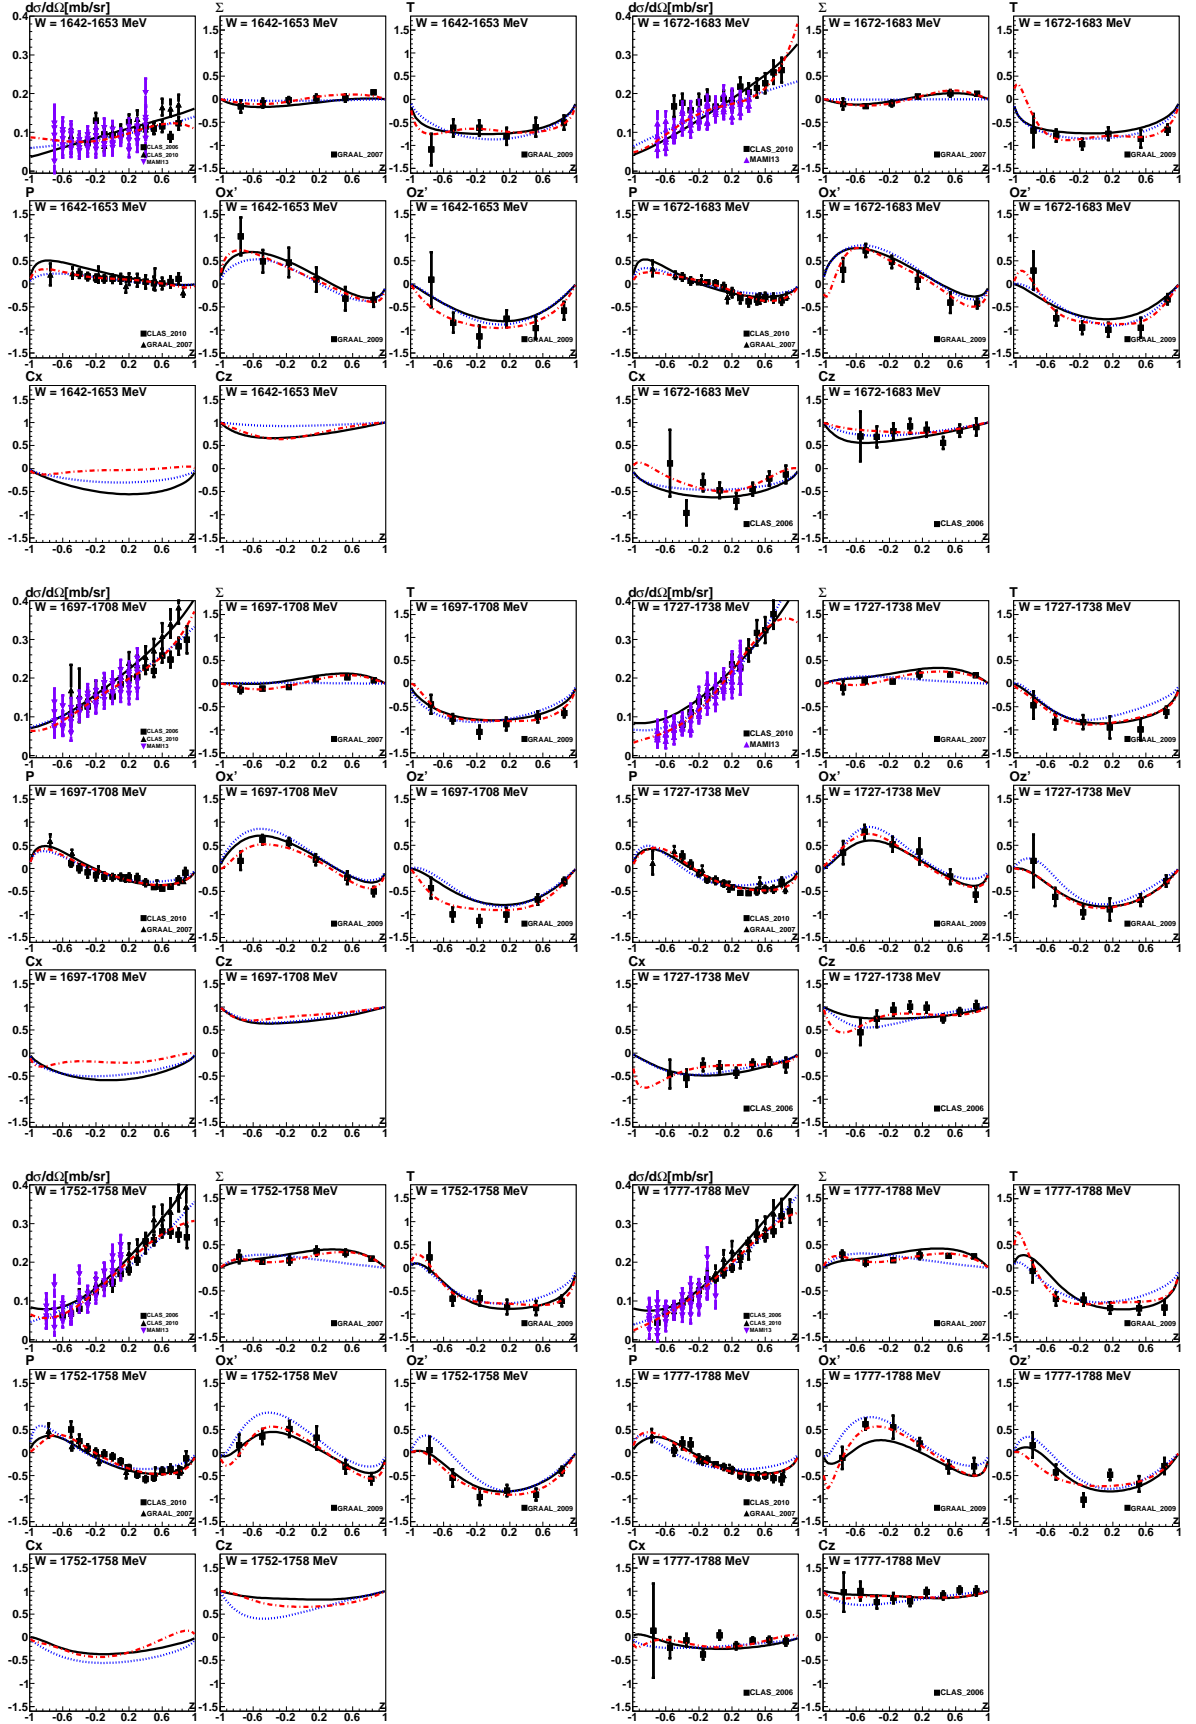 dσ/dΩ[mb/sr] Σ T
W = 1642-1653 MeV W = 1642-1653 MeV W = 1642-1653 MeV
CLAS_2006
CLAS_2010
MAMI13
GRAAL_2007
GRAAL_2009
P Ox' Oz'
W = 1642-1653 MeV W = 1642-1653 MeV W = 1642-1653 MeV
CLAS_2010
GRAAL_2007
GRAAL_2009
GRAAL_2009
Cx Cz
W = 1642-1653 MeV W = 1642-1653 MeV
dσ/dΩ[mb/sr] Σ T
W = 1672-1683 MeV W = 1672-1683 MeV W = 1672-1683 MeV
CLAS_2010
MAMI13
GRAAL_2007
GRAAL_2009
P Ox' Oz'
W = 1672-1683 MeV W = 1672-1683 MeV W = 1672-1683 MeV
CLAS_2010
GRAAL_2007
GRAAL_2009
GRAAL_2009
Cx Cz
W = 1672-1683 MeV W = 1672-1683 MeV
CLAS_2006
CLAS_2006
dσ/dΩ[mb/sr] Σ T
W = 1697-1708 MeV W = 1697-1708 MeV W = 1697-1708 MeV
CLAS_2006
CLAS_2010
MAMI13
GRAAL_2007
GRAAL_2009
P Ox' Oz'
W = 1697-1708 MeV W = 1697-1708 MeV W = 1697-1708 MeV
CLAS_2010
GRAAL_2007
GRAAL_2009
GRAAL_2009
Cx Cz
W = 1697-1708 MeV W = 1697-1708 MeV
dσ/dΩ[mb/sr] Σ T
W = 1727-1738 MeV W = 1727-1738 MeV W = 1727-1738 MeV
CLAS_2010
MAMI13
GRAAL_2007
GRAAL_2009
P Ox' Oz'
W = 1727-1738 MeV W = 1727-1738 MeV W = 1727-1738 MeV
CLAS_2010
GRAAL_2007
GRAAL_2009
GRAAL_2009
Cx Cz
W = 1727-1738 MeV W = 1727-1738 MeV
CLAS_2006
CLAS_2006
dσ/dΩ[mb/sr] Σ T
W = 1752-1758 MeV W = 1752-1758 MeV W = 1752-1758 MeV
CLAS_2006
CLAS_2010
MAMI13
GRAAL_2007
GRAAL_2009
P Ox' Oz'
W = 1752-1758 MeV W = 1752-1758 MeV W = 1752-1758 MeV
CLAS_2010
GRAAL_2007
GRAAL_2009
GRAAL_2009
Cx Cz
W = 1752-1758 MeV W = 1752-1758 MeV
dσ/dΩ[mb/sr] Σ T
W = 1777-1788 MeV W = 1777-1788 MeV W = 1777-1788 MeV
CLAS_2006
CLAS_2010
MAMI13
GRAAL_2007
GRAAL_2009
P Ox' Oz'
W = 1777-1788 MeV W = 1777-1788 MeV W = 1777-1788 MeV
CLAS_2010
GRAAL_2007
GRAAL_2009
GRAAL_2009
Cx Cz
W = 1777-1788 MeV W = 1777-1788 MeV
CLAS_2006
CLAS_2006